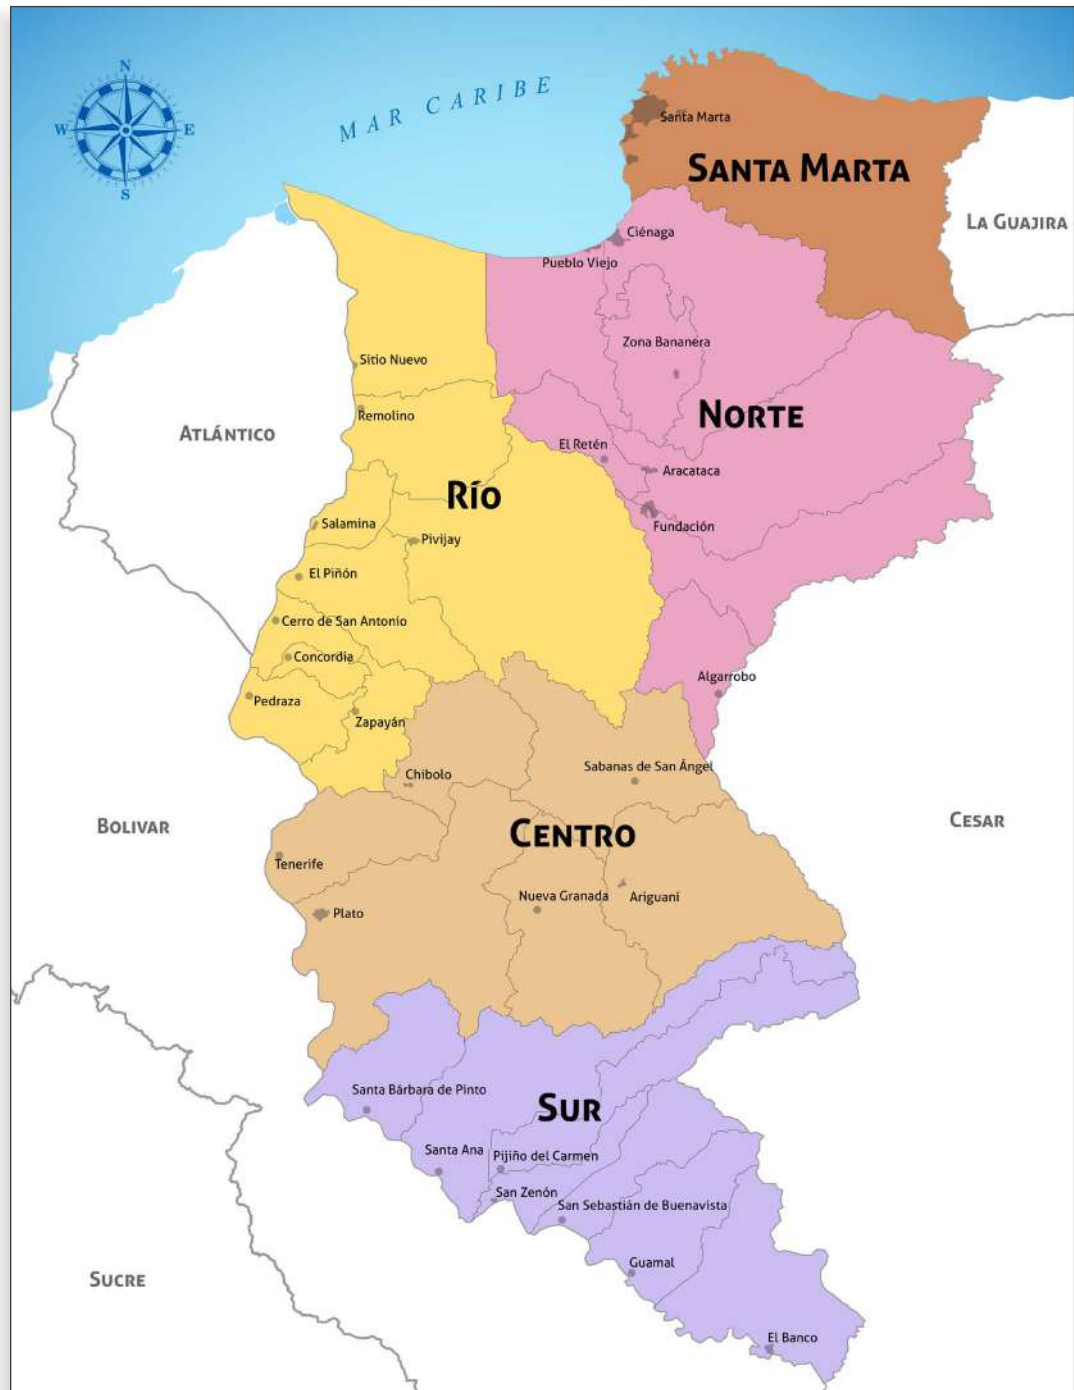 N
W
E
S
MAR CARIBE
Santa Marta
SANTA MARTA
LA GUAJIRA
Ciénaga
Pueblo Viejo
Zona Bananera
Sitio Nuevo
Remolino
NORTE
ATLÁNTICO
El Retén
Aracataca
RÍO
Salamina
Fundación
Pivijay
El Piñón
Cerro de San Antonio
Concordia
Algarrobo
Pedraza
Zapayán
Sabanas de San Ángel
Chibolo
BOLIVAR
CENTRO
CESAR
Tenerife
Nueva Granada
Ariguaní
Plato
Santa Bárbara de Pinto
SUR
Santa Ana
Pijiño del Carmen
San Zenón
San Sebastián de Buenavista
Guamal
SUCRE
El Banco